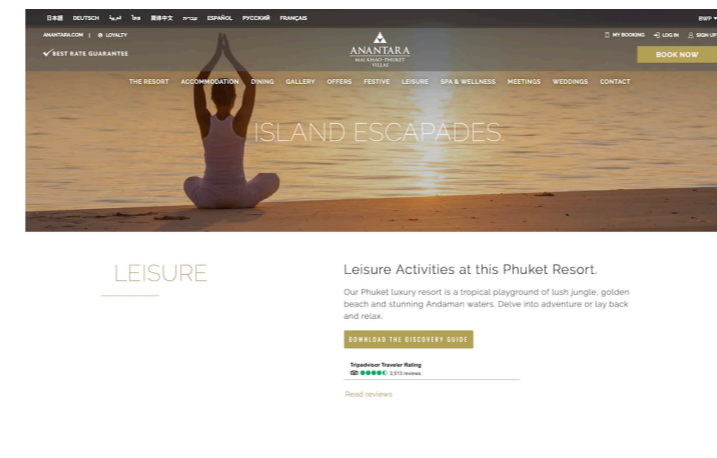 日本語 DEUTSCH العربية ไทย 简体中文 עברית ESPAÑOL РУССКИЙ FRANÇAIS BWP
ANANTARA.COM | LOYALTY MY BOOKING LOG IN SIGN UP
BEST RATE GUARANTEE
BOOK NOW
ANANTARA
MAI KHAO·PHUKET
VILLAS
THE RESORT ACCOMMODATION DINING GALLERY OFFERS FESTIVE LEISURE SPA & WELLNESS MEETINGS WEDDINGS CONTACT
ISLAND ESCAPADES.
LEISURE
Leisure Activities at this Phuket Resort.
Our Phuket luxury resort is a tropical playground of lush jungle, golden
beach and stunning Andaman waters. Delve into adventure or lay back
and relax.
DOWNLOAD THE DISCOVERY GUIDE
Tripadvisor Traveler Rating
2,513 reviews
Read reviews